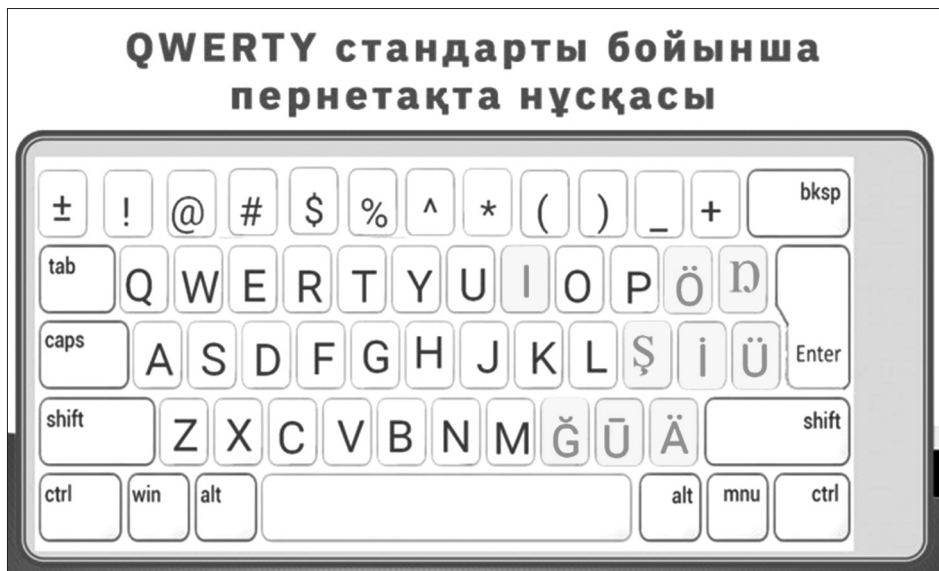 QWERTY стандарты бойынша
пернетақта нұсқасы
± ! @ # $ % ^ * ( ) _ + bksp
tab Q W E R T Y U I O P Ö Ŋ
caps A S D F G H J K L Ş İ Ü Enter
shift Z X C V B N M Ğ Ū Ä shift
ctrl win alt alt mnu ctrl